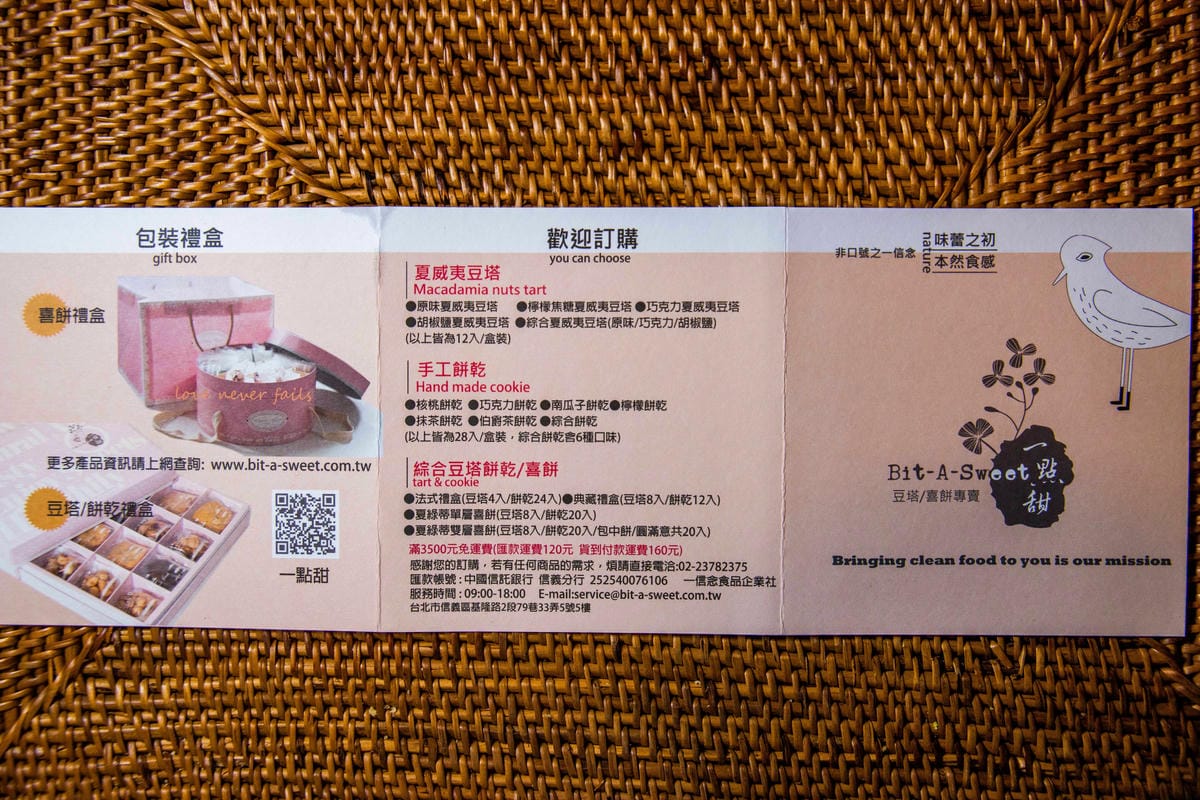 包裝禮盒
gift box
喜餅禮盒
love never fails
更多產品資訊請上網查詢: www.bit-a-sweet.com.tw
豆塔/餅乾禮盒
一點甜
歡迎訂購
you can choose
夏威夷豆塔
Macadamia nuts tart
●原味夏威夷豆塔 ●檸檬焦糖夏威夷豆塔 ●巧克力夏威夷豆塔
●胡椒鹽夏威夷豆塔 ●綜合夏威夷豆塔(原味/巧克力/胡椒鹽)
(以上皆為12入/盒裝)
手工餅乾
Hand made cookie
●核桃餅乾 ●巧克力餅乾 ●南瓜子餅乾 ●檸檬餅乾
●抹茶餅乾 ●伯爵茶餅乾 ●綜合餅乾
(以上皆為28入/盒裝，綜合餅乾含6種口味)
綜合豆塔餅乾/喜餅
tart & cookie
●法式禮盒(豆塔4入/餅乾24入) ●典藏禮盒(豆塔8入/餅乾12入)
●夏綠蒂單層喜餅(豆塔8入/餅乾20入)
●夏綠蒂雙層喜餅(豆塔8入/餅乾20入/包中餅/圓滿意共20入)
滿3500元免運費(匯款運費120元 貨到付款運費160元)
感謝您的訂購，若有任何商品的需求，煩請直接電洽:02-23782375
匯款帳號 : 中國信託銀行 信義分行 252540076106 一信念食品企業社
服務時間 : 09:00-18:00 E-mail:service@bit-a-sweet.com.tw
台北市信義區基隆路2段79巷33弄5號5樓
非口號之一信念
nature
味蕾之初
本然食感
Bit-A-Sweet
一點甜
豆塔/喜餅專賣
Bringing clean food to you is our mission